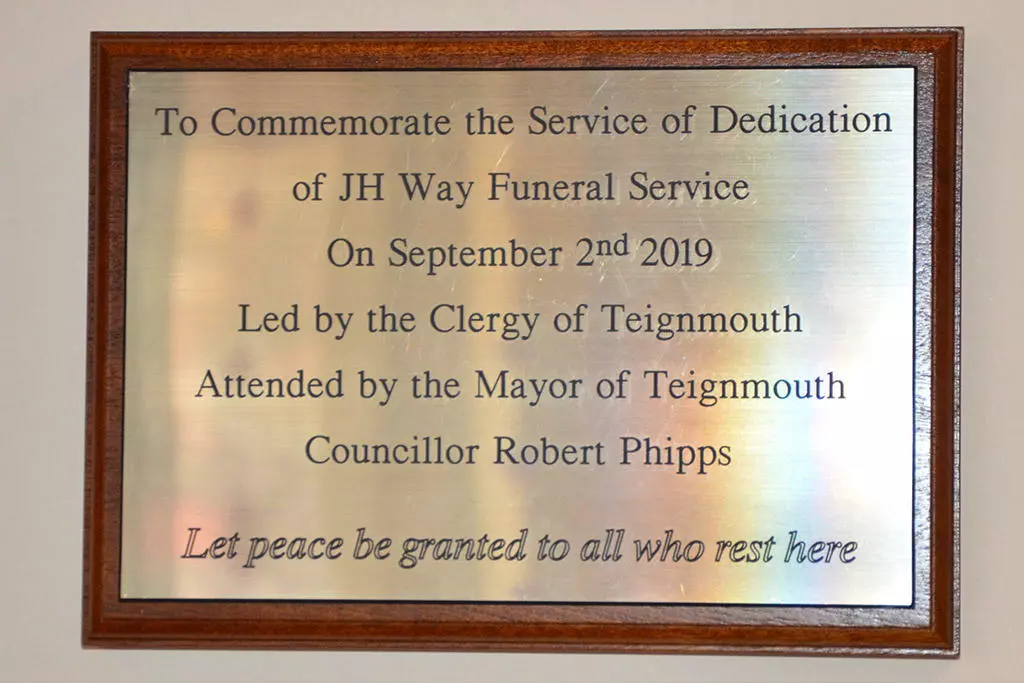 To Commemorate the Service of Dedication
of JH Way Funeral Service
On September 2nd 2019
Led by the Clergy of Teignmouth
Attended by the Mayor of Teignmouth
Councillor Robert Phipps
Let peace be granted to all who rest here